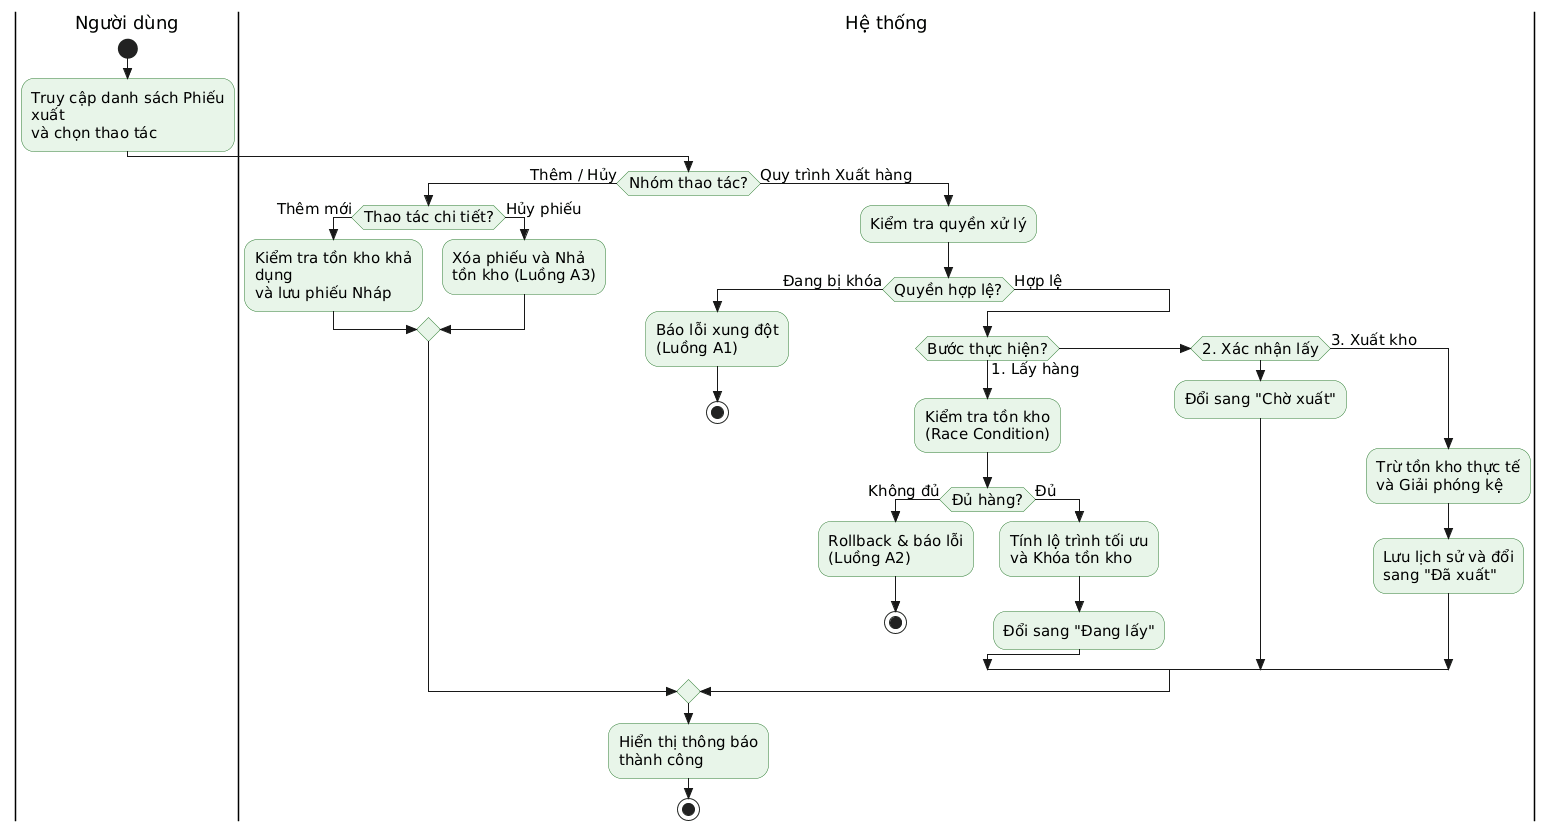 Người dùng
Hệ thống
Truy cập danh sách Phiếu
xuất
và chọn thao tác
Thêm / Hủy
Nhóm thao tác?
Quy trình Xuất hàng
Thêm mới
Thao tác chi tiết?
Hủy phiếu
Kiểm tra tồn kho khả
dụng
và lưu phiếu Nháp
Xóa phiếu và Nhả
tồn kho (Luồng A3)
Kiểm tra quyền xử lý
Đang bị khóa
Quyền hợp lệ?
Hợp lệ
Báo lỗi xung đột
(Luồng A1)
Bước thực hiện?
1. Lấy hàng
2. Xác nhận lấy
3. Xuất kho
Đổi sang "Chờ xuất"
Kiểm tra tồn kho
(Race Condition)
Trừ tồn kho thực tế
và Giải phóng kệ
Không đủ
Đủ hàng?
Đủ
Rollback & báo lỗi
(Luồng A2)
Tính lộ trình tối ưu
và Khóa tồn kho
Lưu lịch sử và đổi
sang "Đã xuất"
Đổi sang "Đang lấy"
Hiển thị thông báo
thành công